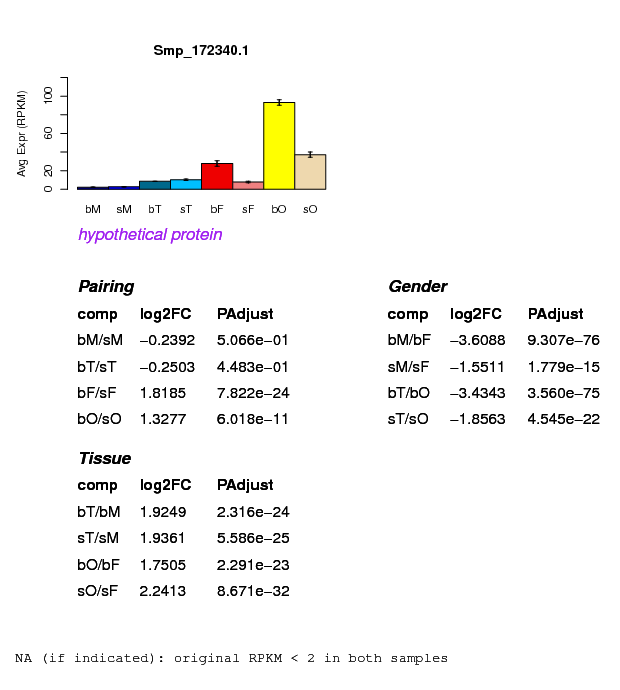 Smp_172340.1
Avg Expr (RPKM)
0 20 60 100
bM sM bT sT bF sF bO sO
hypothetical protein
Pairing
comp log2FC PAdjust
bM/sM −0.2392 5.066e−01
bT/sT −0.2503 4.483e−01
bF/sF 1.8185 7.822e−24
bO/sO 1.3277 6.018e−11
Gender
comp log2FC PAdjust
bM/bF −3.6088 9.307e−76
sM/sF −1.5511 1.779e−15
bT/bO −3.4343 3.560e−75
sT/sO −1.8563 4.545e−22
Tissue
comp log2FC PAdjust
bT/bM 1.9249 2.316e−24
sT/sM 1.9361 5.586e−25
bO/bF 1.7505 2.291e−23
sO/sF 2.2413 8.671e−32
NA (if indicated): original RPKM < 2 in both samples